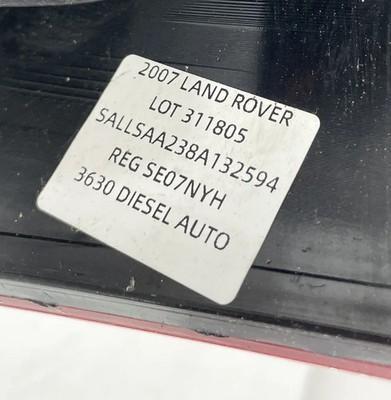 2007 LAND ROVER
LOT 311805
SALLSAA238A132594
REG SE07NYH
3630 DIESEL AUTO